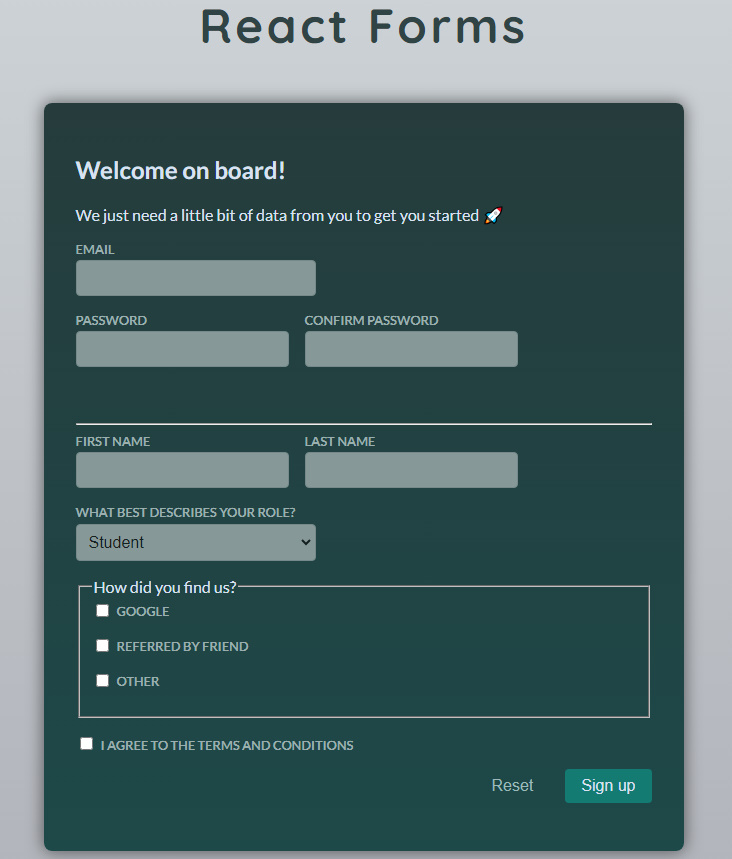 React Forms
Welcome on board!
We just need a little bit of data from you to get you started 🚀
EMAIL
PASSWORD CONFIRM PASSWORD
FIRST NAME LAST NAME
WHAT BEST DESCRIBES YOUR ROLE?
Student
How did you find us?
GOOGLE
REFERRED BY FRIEND
OTHER
I AGREE TO THE TERMS AND CONDITIONS
Reset Sign up